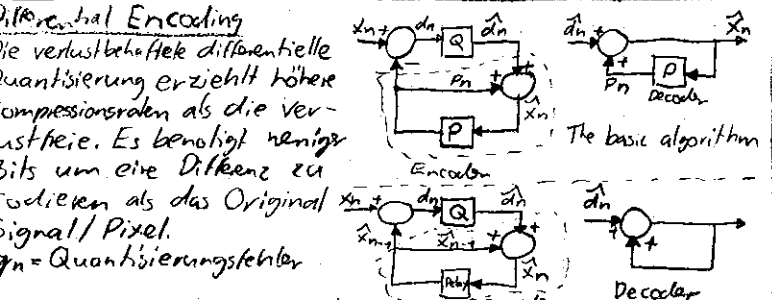 Differential Encoding
Die verlustbehaftete differentielle
Quantisierung erziehlt höhere
Kompressionsraten als die ver-
lustfreie. Es benötigt weniger
Bits um eine Differenz zu
codieren als das Original
Signal/Pixel.
qn = Quantisierungsfehler
xn + dn Q d̂n
+ pn +
P x̂n
Encoder
d̂n + x̂n
+ pn P
Decoder
The basic algorithm
xn + dn Q d̂n
x̂n-1 x̂n-1 + +
Delay x̂n
d̂n + +
Decoder